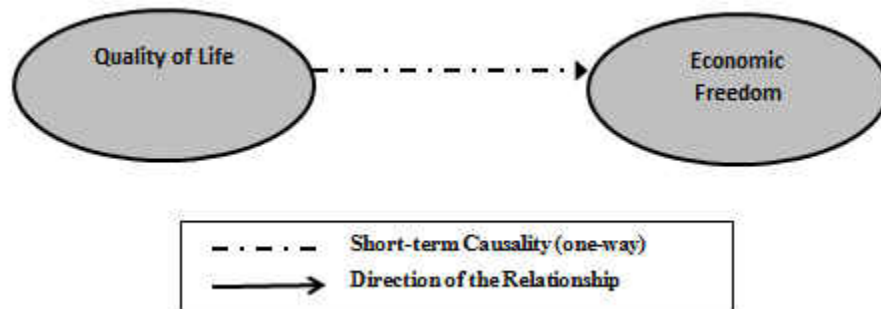 Quality of Life
Economic
Freedom
Short-term Causality (one-way)
Direction of the Relationship